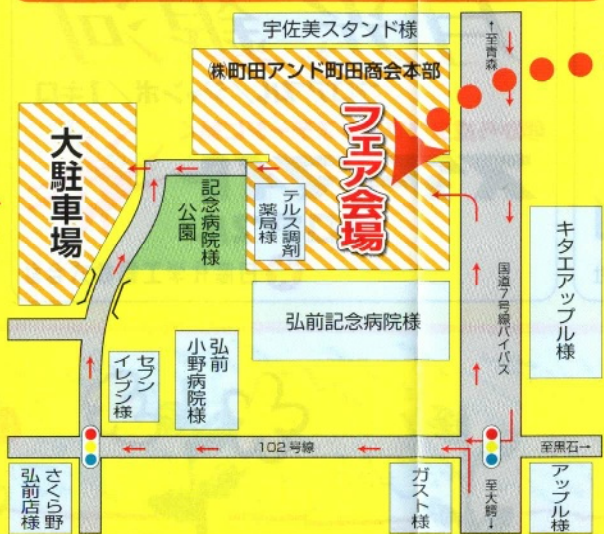 宇佐美スタンド様
↑至青森
㈱町田アンド町田商会本部
フェア会場
大駐車場
記念病院様
公園
テルス調剤
薬局様
国道7号線バイパス
キタエアップル様
弘前記念病院様
弘前
小野病院様
セブン
イレブン様
102号線
至黒石→
さくら野
弘前店様
ガスト様
至大鰐↓
アップル様